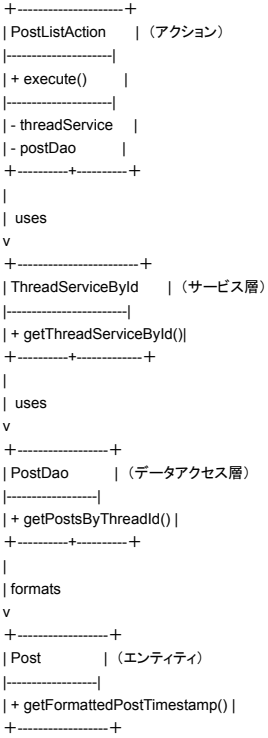 +---------------------+
| PostListAction | (アクション)
|---------------------|
| + execute() |
|---------------------|
| - threadService |
| - postDao |
+----------+----------+
|
| uses
v
+------------------------+
| ThreadServiceById | (サービス層)
|------------------------|
| + getThreadServiceById()|
+----------+-------------+
|
| uses
v
+------------------+
| PostDao | (データアクセス層)
|------------------|
| + getPostsByThreadId() |
+----------+----------+
|
| formats
v
+------------------+
| Post | (エンティティ)
|------------------|
| + getFormattedPostTimestamp() |
+------------------+